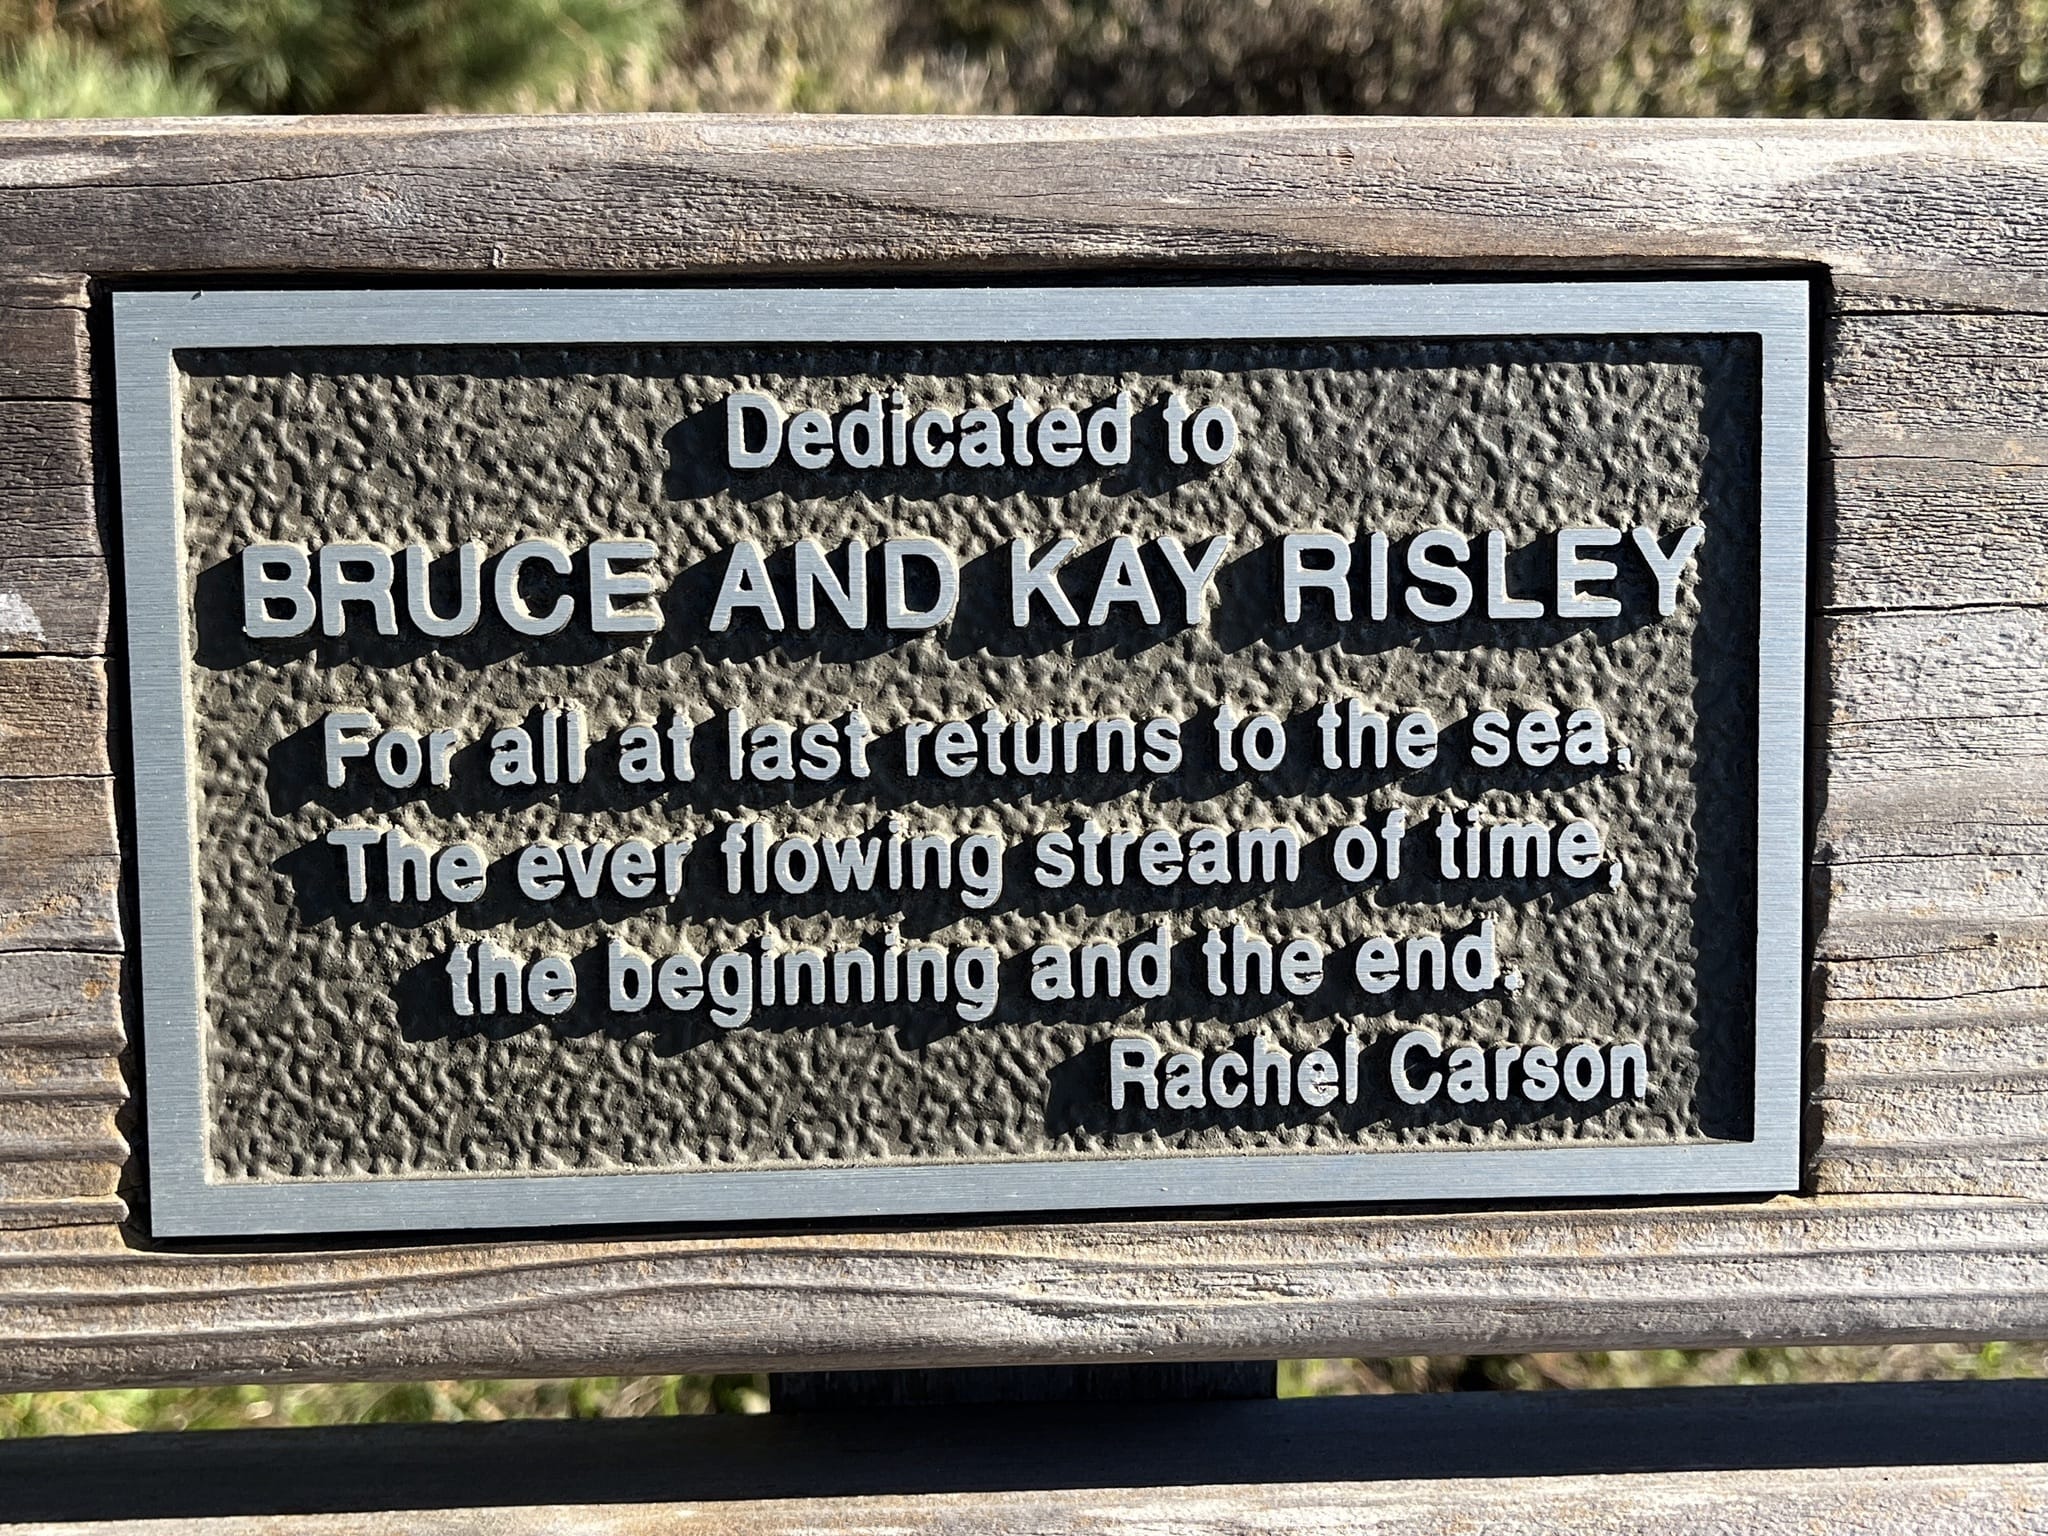 Dedicated to
BRUCE AND KAY RISLEY
For all at last returns to the sea.
The ever flowing stream of time,
the beginning and the end.
Rachel Carson